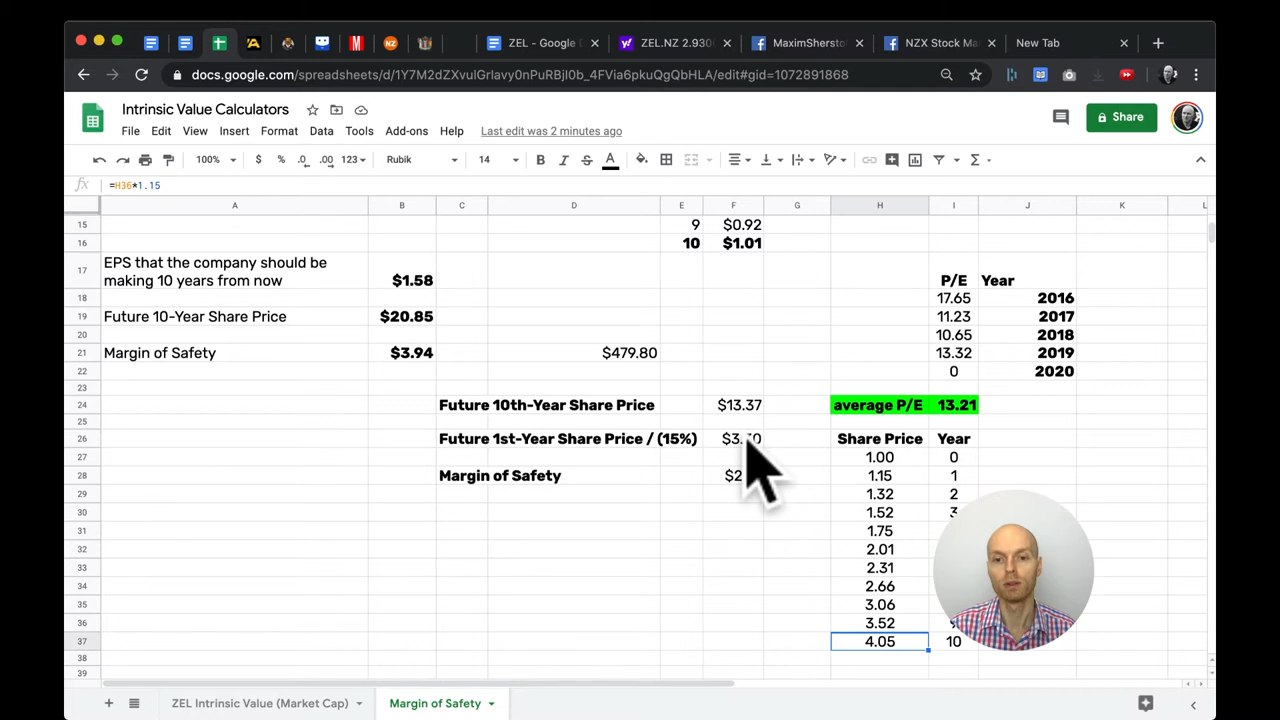 ZEL - Google D
ZEL.NZ 2.930
MaximSherst
NZX Stock Ma
New Tab
docs.google.com/spreadsheets/d/1Y7M2dZXvulGrlavy0nPuRBjI0b_4FVia6pkuQgQbHLA/edit#gid=1072891868
Intrinsic Value Calculators
File Edit View Insert Format Data Tools Add-ons Help Last edit was 2 minutes ago
Share
100% $ % .0 .00 123 Rubik 14 B I S A
fx =H36*1.15
A B C D E F G H I J K L
15 9 $0.92
16 10 $1.01
17 EPS that the company should be
making 10 years from now $1.58 P/E Year
18 17.65 2016
19 Future 10-Year Share Price $20.85 11.23 2017
20 10.65 2018
21 Margin of Safety $3.94 $479.80 13.32 2019
22 0 2020
23
24 Future 10th-Year Share Price $13.37 average P/E 13.21
25
26 Future 1st-Year Share Price / (15%) Share Price Year
27 1.00 0
28 Margin of Safety 1.15 1
29 1.32 2
30 1.52 3
31 1.75
32 2.01
33 2.31
34 2.66
35 3.06
36 3.52
37 4.05 10
38
39
ZEL Intrinsic Value (Market Cap) Margin of Safety